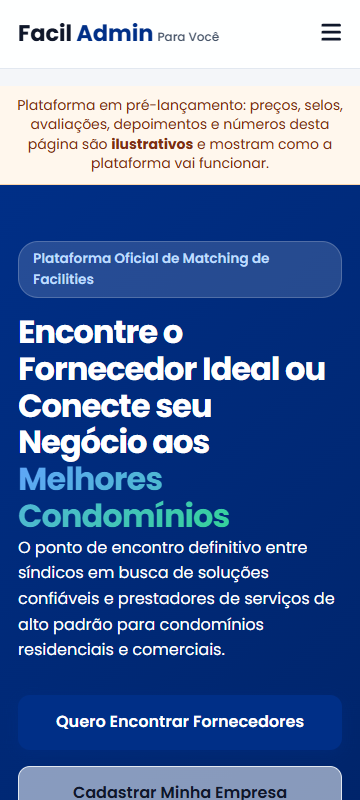 Facil Admin Para Você
Plataforma em pré-lançamento: preços, selos,
avaliações, depoimentos e números desta
página são ilustrativos e mostram como a
plataforma vai funcionar.
Plataforma Oficial de Matching de
Facilities
Encontre o
Fornecedor Ideal ou
Conecte seu
Negócio aos
Melhores
Condomínios
O ponto de encontro definitivo entre
síndicos em busca de soluções
confiáveis e prestadores de serviços de
alto padrão para condomínios
residenciais e comerciais.
Quero Encontrar Fornecedores
Cadastrar Minha Empresa